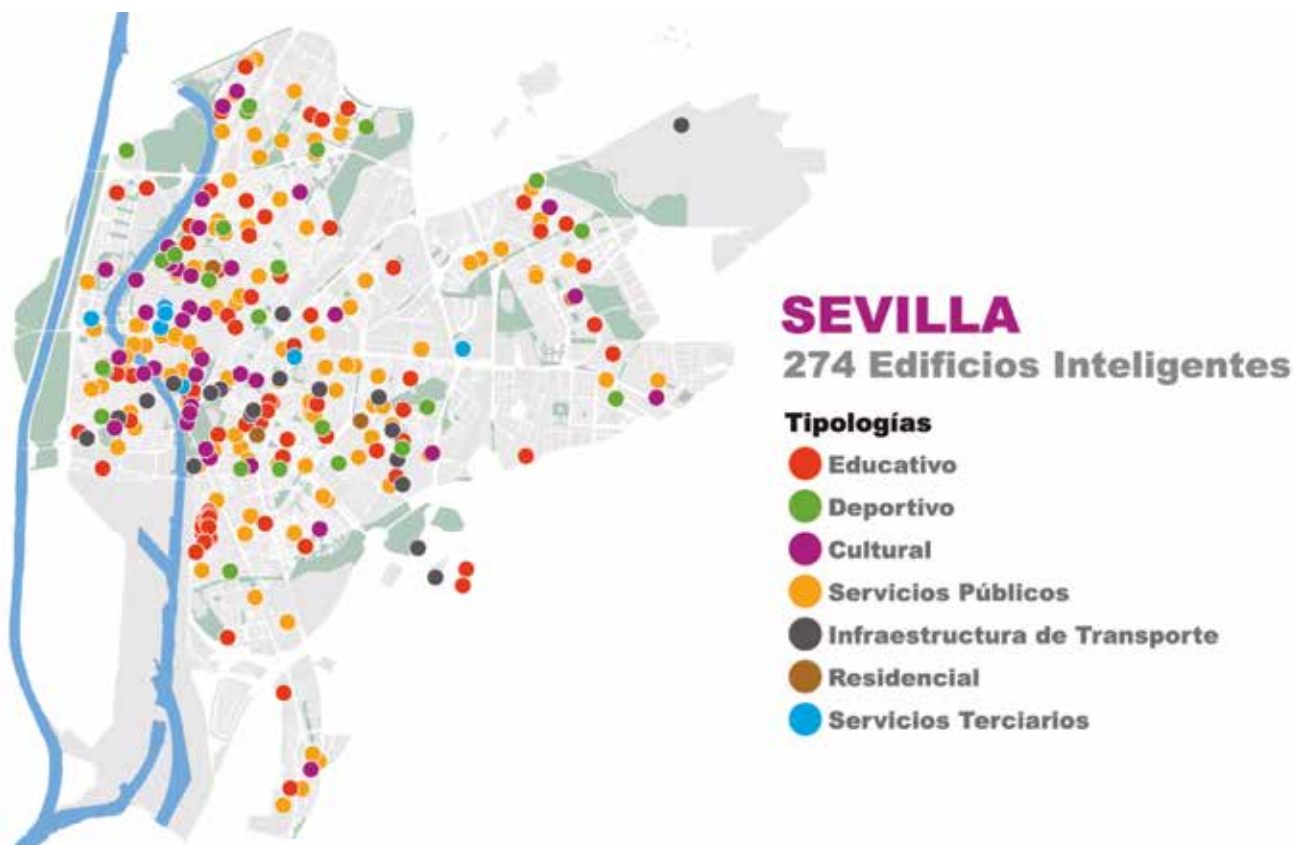 SEVILLA
274 Edificios Inteligentes
Tipologías
Educativo
Deportivo
Cultural
Servicios Públicos
Infraestructura de Transporte
Residencial
Servicios Terciarios